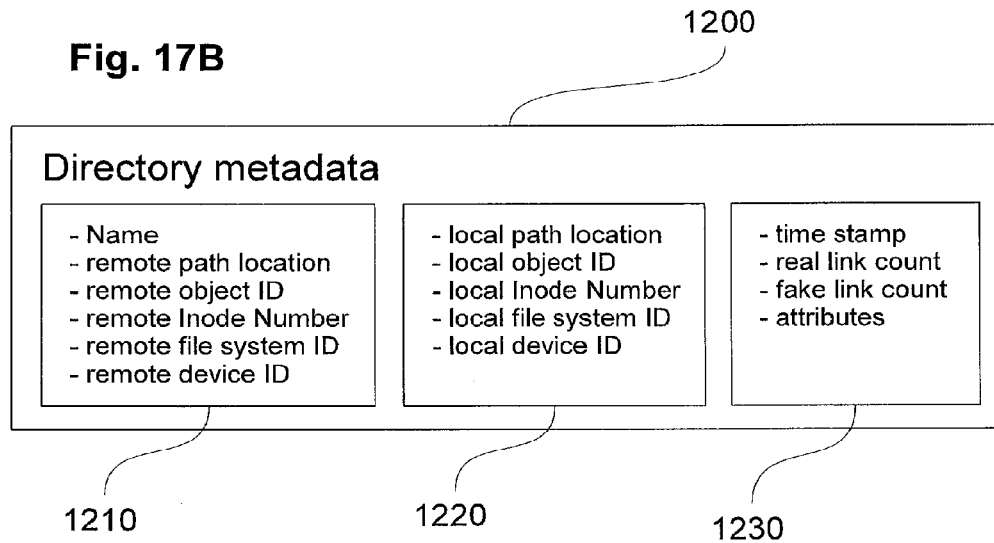 1200
Fig. 17B
Directory metadata
- Name
- remote path location
- remote object ID
- remote Inode Number
- remote file system ID
- remote device ID
- local path location
- local object ID
- local Inode Number
- local file system ID
- local device ID
- time stamp
- real link count
- fake link count
- attributes
1210
1220
1230